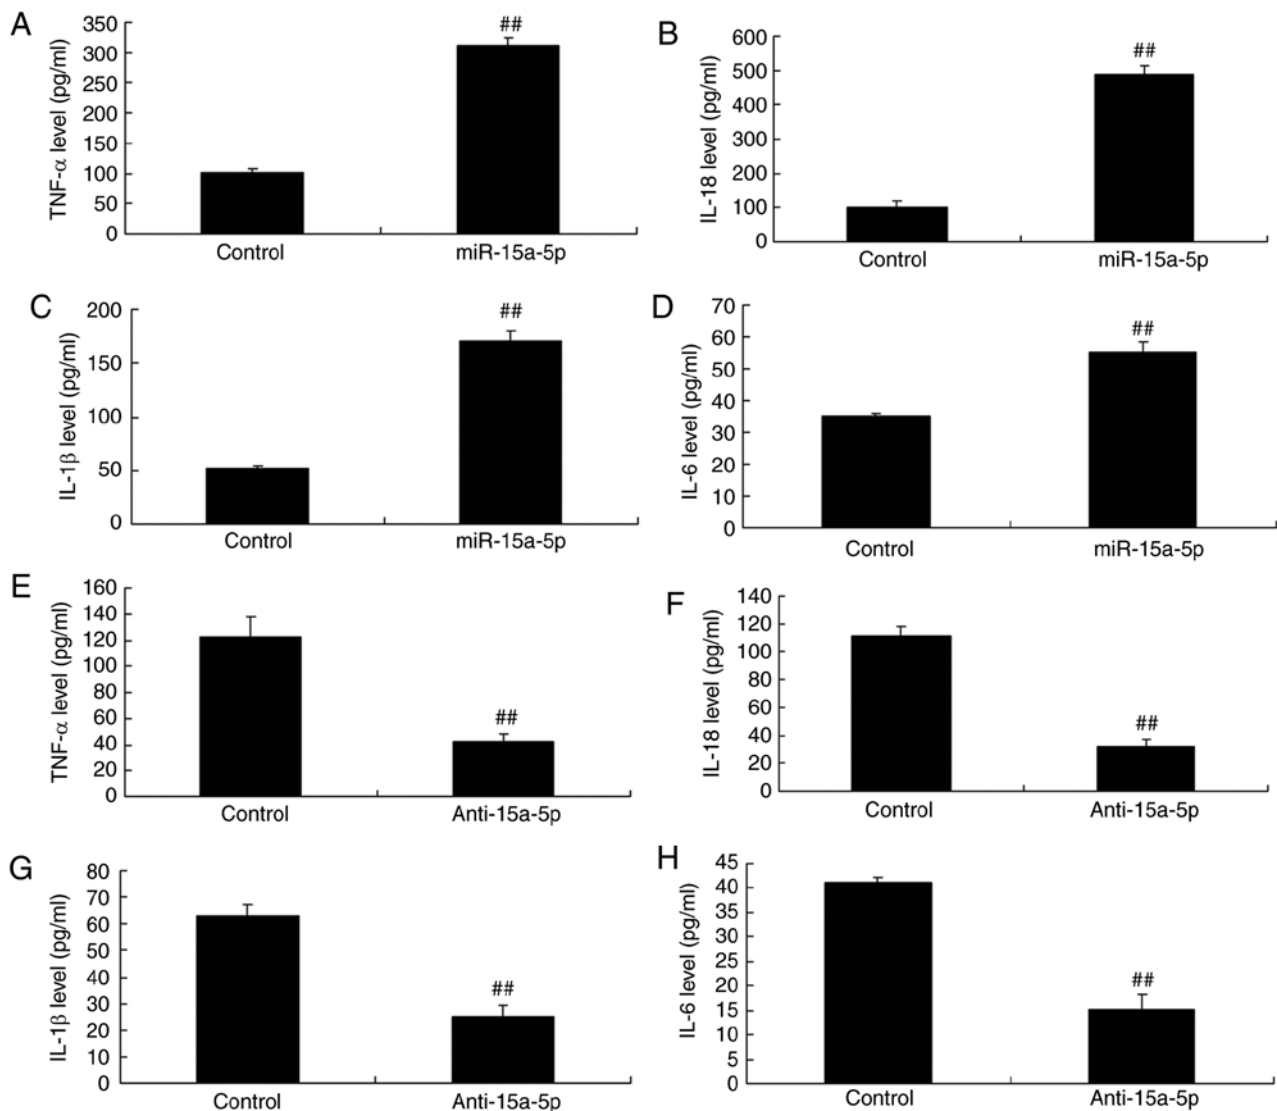 A
TNF-α level (pg/ml)
350
300
250
200
150
100
50
0
##
Control
miR-15a-5p
B
IL-18 level (pg/ml)
600
500
400
300
200
100
0
##
Control
miR-15a-5p
C
IL-1β level (pg/ml)
200
150
100
50
0
##
Control
miR-15a-5p
D
IL-6 level (pg/ml)
70
60
50
40
30
20
10
0
##
Control
miR-15a-5p
E
TNF-α level (pg/ml)
160
140
120
100
80
60
40
20
0
##
Control
Anti-15a-5p
F
IL-18 level (pg/ml)
140
120
100
80
60
40
20
0
##
Control
Anti-15a-5p
G
IL-1β level (pg/ml)
80
70
60
50
40
30
20
10
0
##
Control
Anti-15a-5p
H
IL-6 level (pg/ml)
45
40
35
30
25
20
15
10
5
0
##
Control
Anti-15a-5p